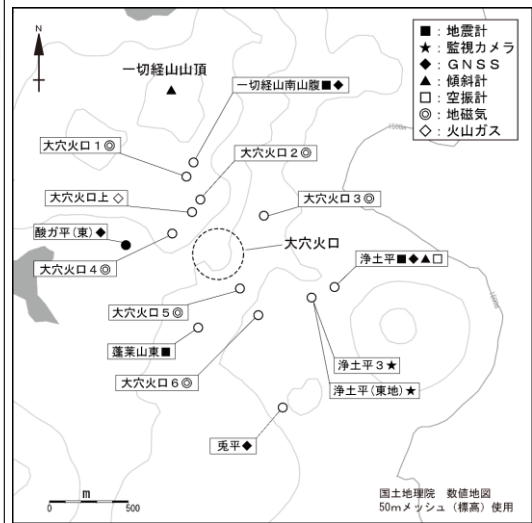 N
■：地震計
★：監視カメラ
◆：ＧＮＳＳ
▲：傾斜計
□：空振計
◎：地磁気
◇：火山ガス
一切経山山頂
▲
一切経山南山腹■◆
大穴火口１◎
大穴火口２◎
大穴火口上◇
大穴火口３◎
酸ガ平(東)◆
大穴火口
大穴火口４◎
浄土平■◆▲□
大穴火口５◎
蓬莱山東■
浄土平３★
大穴火口６◎
浄土平(東地)★
兎平◆
1500m
m
0 500
国土地理院　数値地図
50mメッシュ（標高）使用